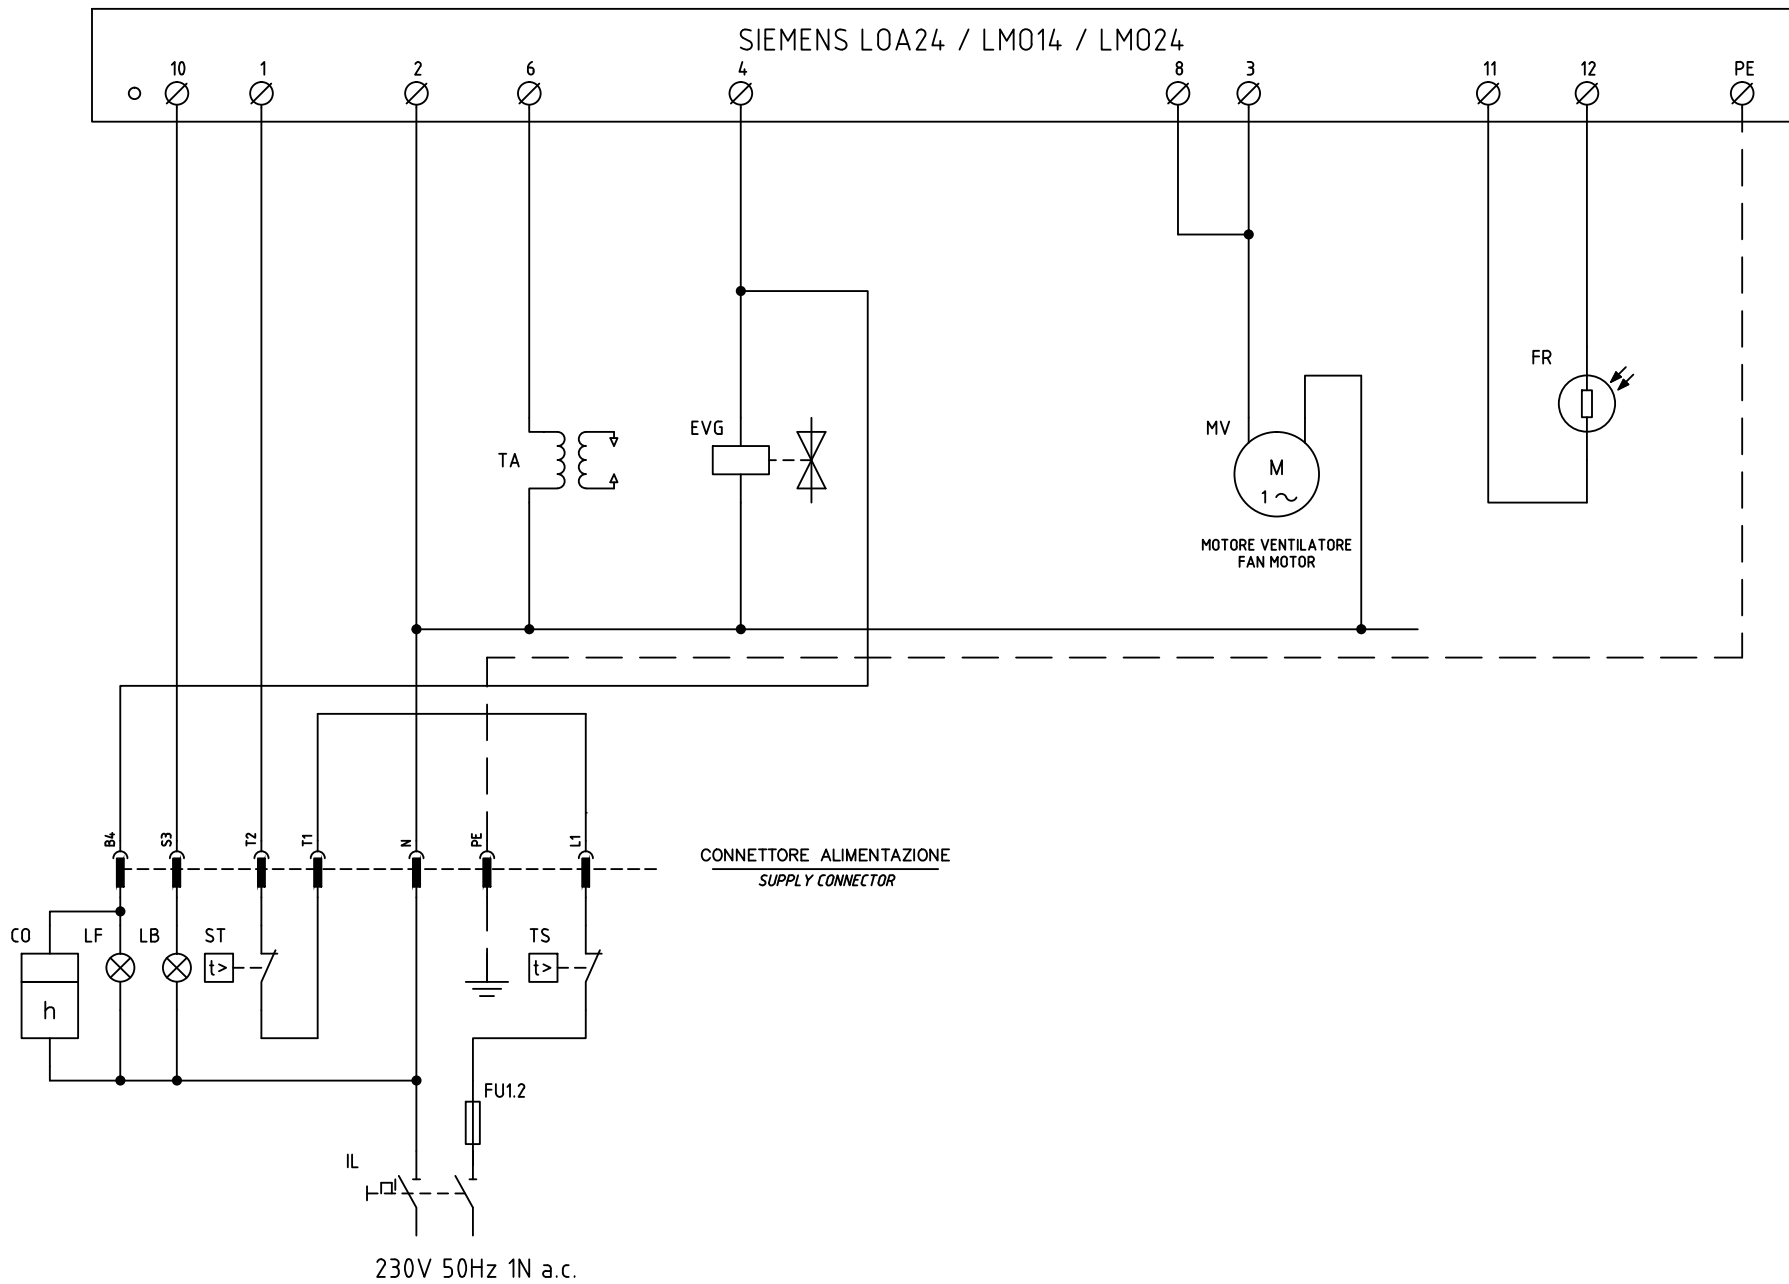 SIEMENS LOA24 / LMO14 / LMO24
10 1 2 6 4 8 3 11 12 PE
FR
EVG
MV
TA
M
1~
MOTORE VENTILATORE
FAN MOTOR
B4 S3 T2 T1 N PE L1
CONNETTORE ALIMENTAZIONE
SUPPLY CONNECTOR
CO LF LB ST TS
t> t>
h
FU1.2
IL
230V 50Hz 1N a.c.